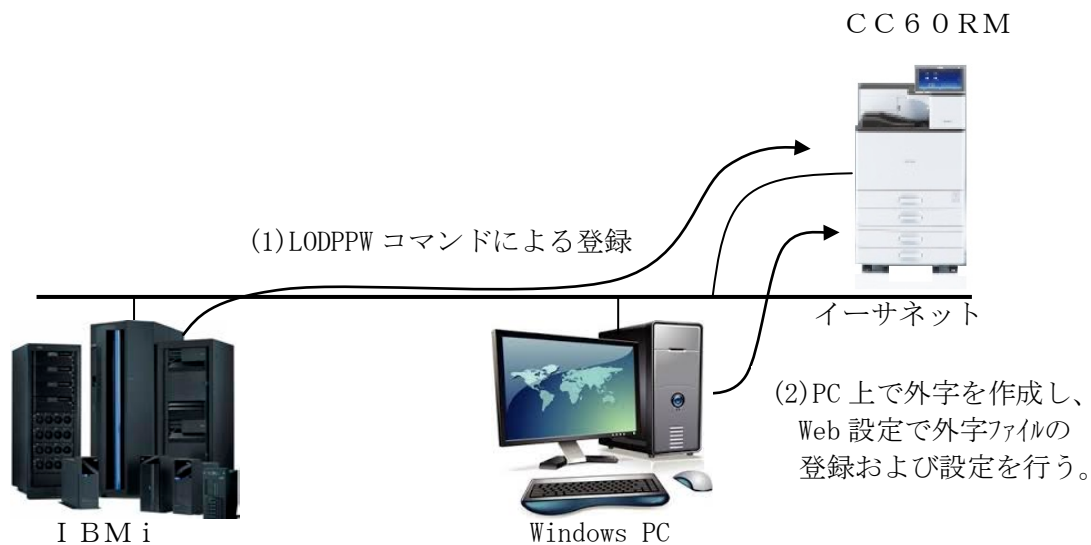 ＣＣ６０ＲＭ
(1)LODPPW コマンドによる登録
イーサネット
(2)PC 上で外字を作成し、
Web 設定で外字ﾌｧｲﾙの
登録および設定を行う。
ＩＢＭｉ
Windows PC